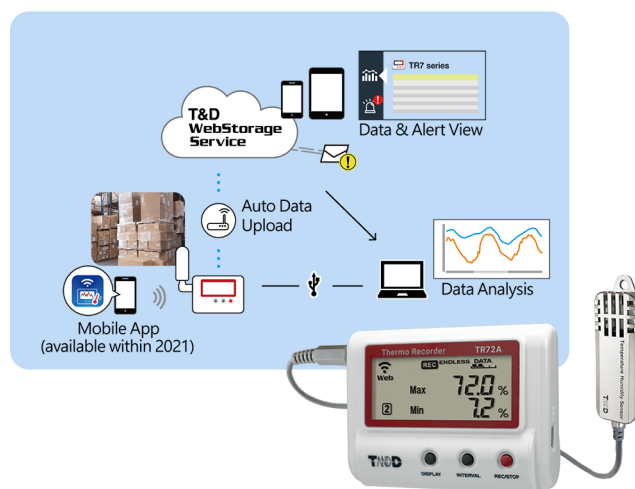 TR7 series
T&D
WebStorage
Service
Data & Alert View
Auto Data
Upload
Mobile App
(available within 2021)
Data Analysis
Thermo Recorder TR72A
REC ENDLESS DATA
Web
Max 72.0 %
2 Min 7.2 %
T&D
DISPLAY INTERVAL REC/STOP
Temperature Humidity Sensor
T&D